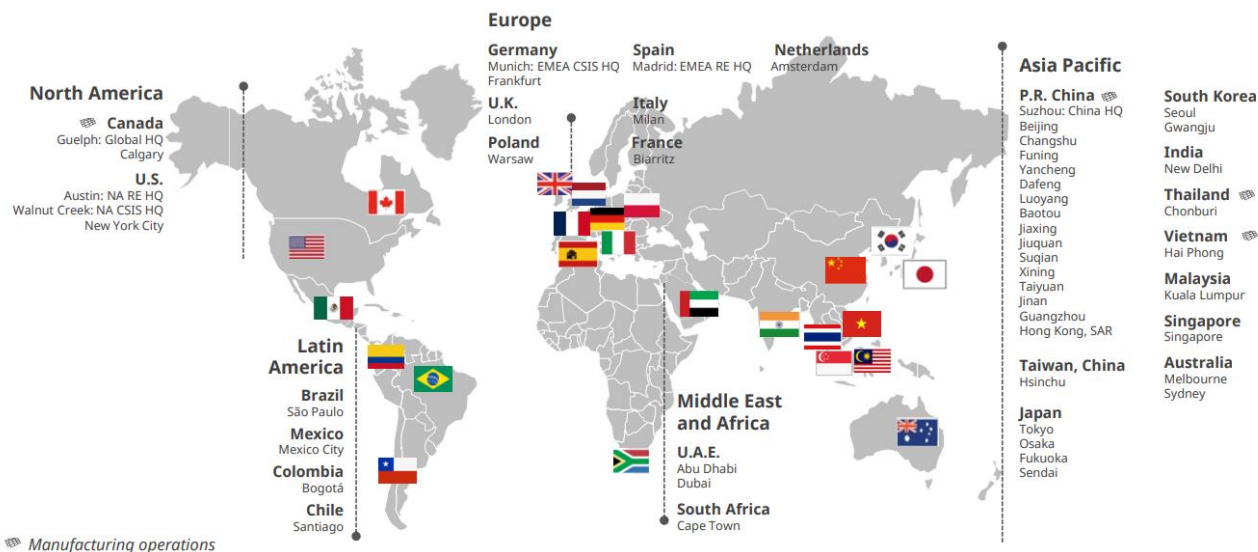 Europe
Germany
Munich: EMEA CSIS HQ
Frankfurt
Spain
Madrid: EMEA RE HQ
Netherlands
Amsterdam
U.K.
London
Italy
Milan
Poland
Warsaw
France
Biarritz
North America
Canada
Guelph: Global HQ
Calgary
U.S.
Austin: NA RE HQ
Walnut Creek: NA CSIS HQ
New York City
Latin
America
Brazil
São Paulo
Mexico
Mexico City
Colombia
Bogotá
Chile
Santiago
Middle East
and Africa
U.A.E.
Abu Dhabi
Dubai
South Africa
Cape Town
Asia Pacific
P.R. China
Suzhou: China HQ
Beijing
Changshu
Funing
Yancheng
Dafeng
Luoyang
Baotou
Jiaxing
Jiuquan
Suqian
Xining
Taiyuan
Jinan
Guangzhou
Hong Kong, SAR
Taiwan, China
Hsinchu
Japan
Tokyo
Osaka
Fukuoka
Sendai
South Korea
Seoul
Gwangju
India
New Delhi
Thailand
Chonburi
Vietnam
Hai Phong
Malaysia
Kuala Lumpur
Singapore
Singapore
Australia
Melbourne
Sydney
Manufacturing operations